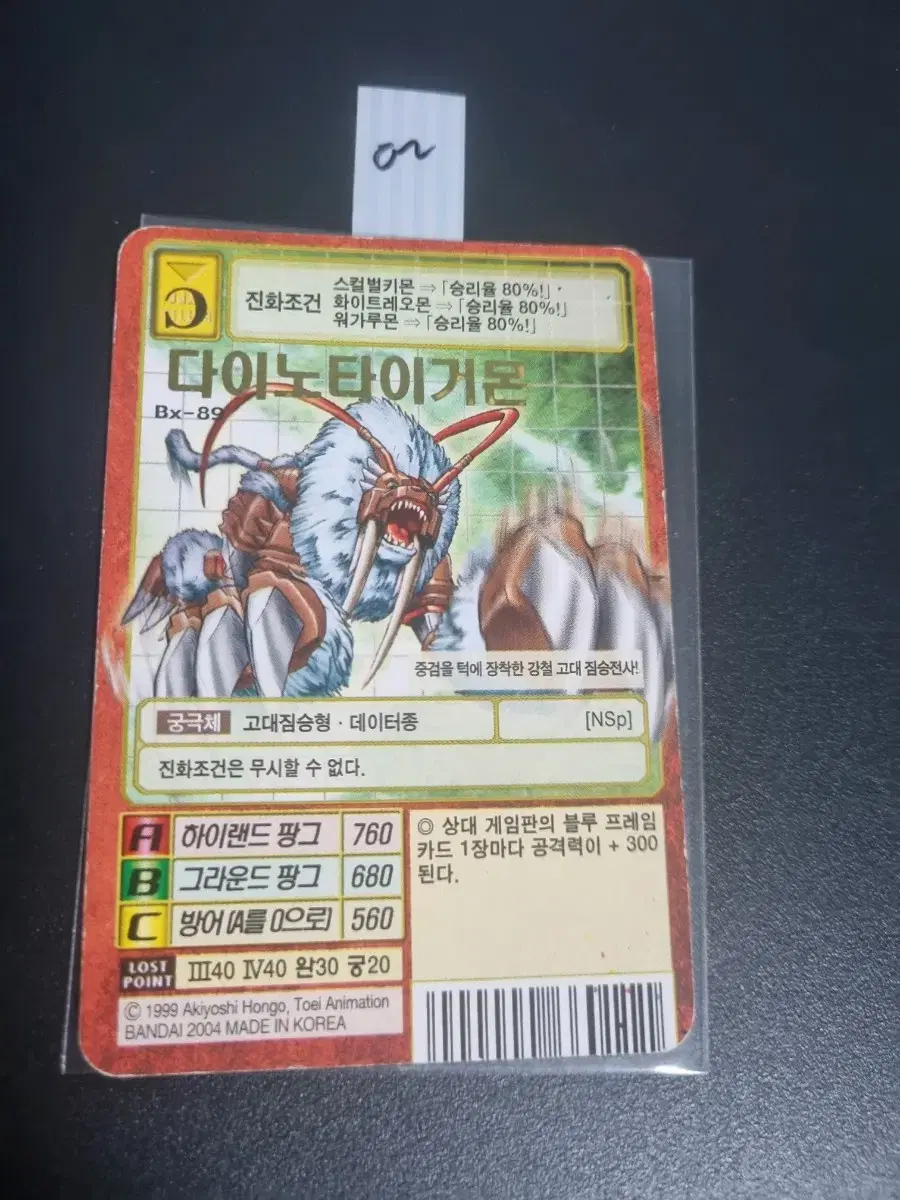 진화조건
스컬벌키몬 ⇒「승리율 80%!」
화이트레오몬 ⇒「승리율 80%!」
워가루몬 ⇒「승리율 80%!」
다이노타이거몬
Bx-89
중검을 턱에 장착한 강철 고대 짐승전사!
궁극체 고대짐승형 · 데이터종 [NSp]
진화조건은 무시할 수 없다.
A 하이랜드 팡그 760
B 그라운드 팡그 680
C 방어 (A를 0으로) 560
LOST POINT Ⅲ40 Ⅳ40 완30 궁20
◎ 상대 게임판의 블루 프레임
카드 1장마다 공격력이 + 300
된다.
© 1999 Akiyoshi Hongo, Toei Animation
BANDAI 2004 MADE IN KOREA